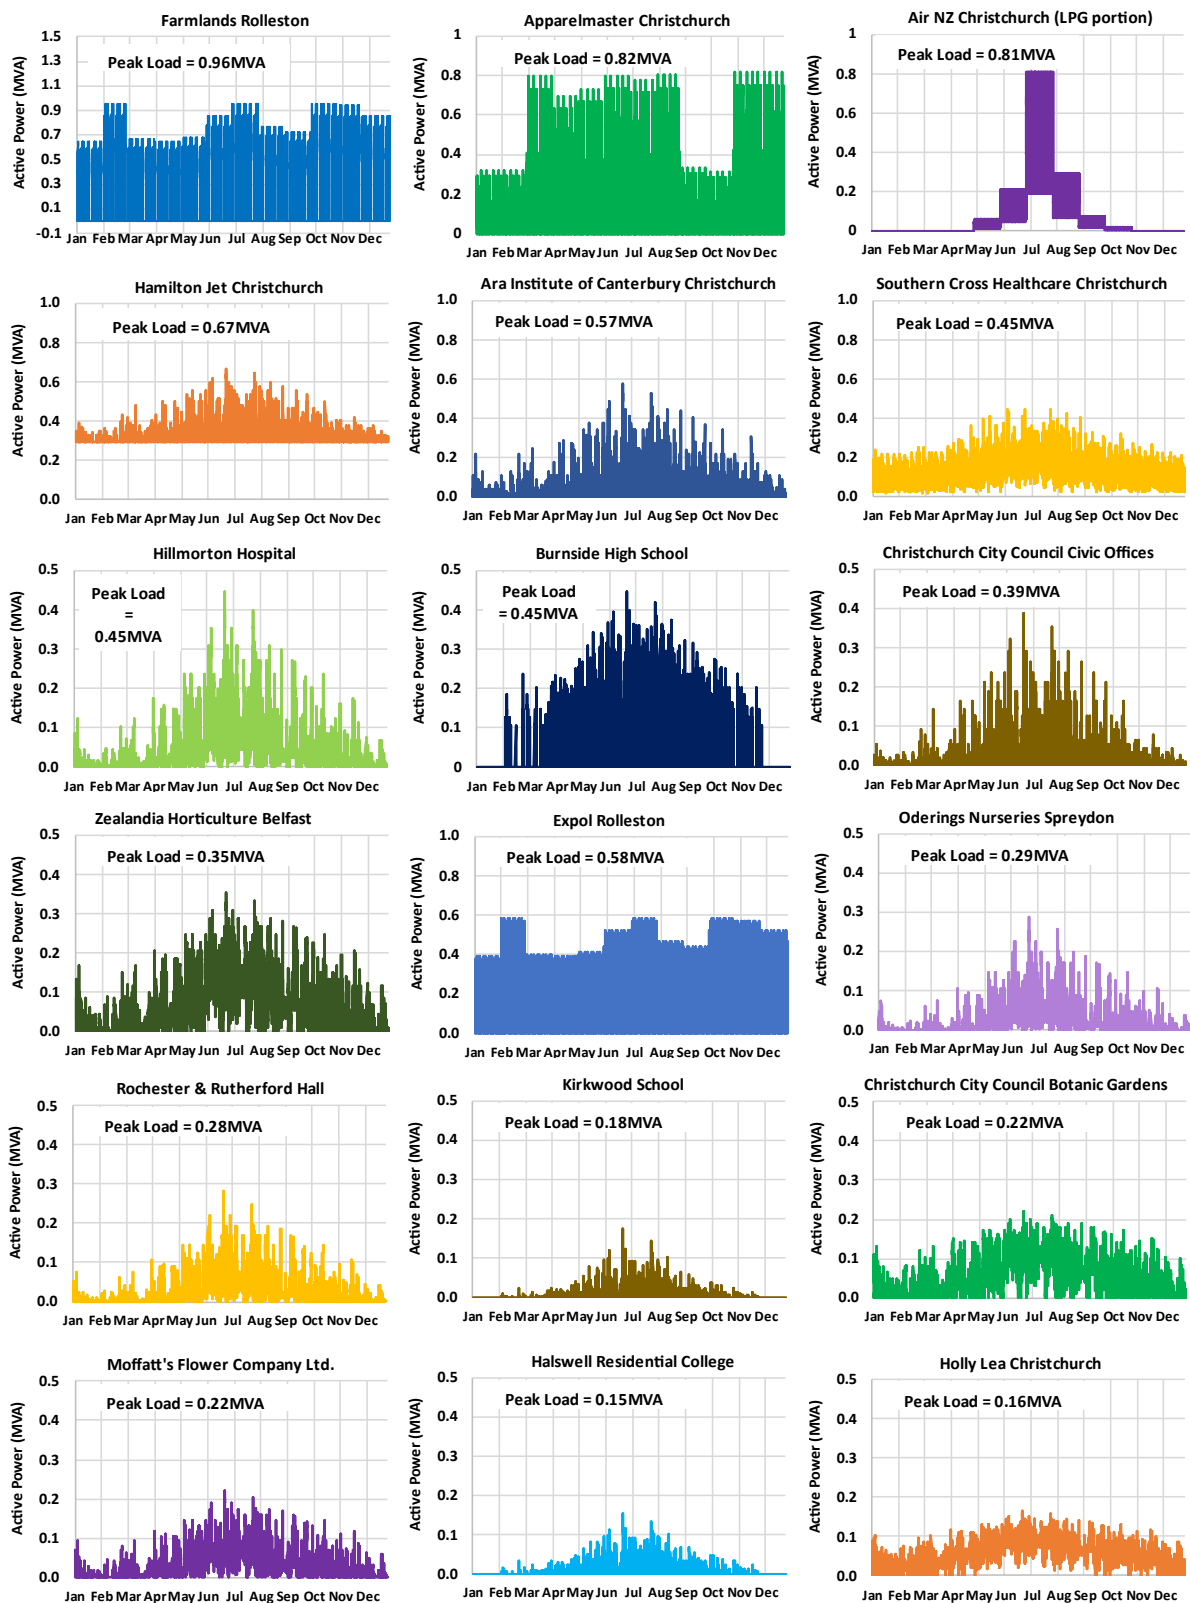 Farmlands Rolleston
Peak Load = 0.96MVA
Active Power (MVA)
1.5
1.3
1.1
0.9
0.7
0.5
0.3
0.1
-0.1
Jan Feb Mar Apr May Jun Jul Aug Sep Oct Nov Dec
Apparelmaster Christchurch
Peak Load = 0.82MVA
Active Power (MVA)
1
0.8
0.6
0.4
0.2
0
Jan Feb Mar Apr May Jun Jul Aug Sep Oct Nov Dec
Air NZ Christchurch (LPG portion)
Peak Load = 0.81MVA
Active Power (MVA)
1
0.8
0.6
0.4
0.2
0
Jan Feb Mar Apr May Jun Jul Aug Sep Oct Nov Dec
Hamilton Jet Christchurch
Peak Load = 0.67MVA
Active Power (MVA)
1.0
0.8
0.6
0.4
0.2
0.0
Jan Feb Mar Apr May Jun Jul Aug Sep Oct Nov Dec
Ara Institute of Canterbury Christchurch
Peak Load = 0.57MVA
Active Power (MVA)
1.0
0.8
0.6
0.4
0.2
0.0
Jan Feb Mar Apr May Jun Jul Aug Sep Oct Nov Dec
Southern Cross Healthcare Christchurch
Peak Load = 0.45MVA
Active Power (MVA)
1.0
0.8
0.6
0.4
0.2
0.0
Jan Feb Mar Apr May Jun Jul Aug Sep Oct Nov Dec
Hillmorton Hospital
Peak Load
=
0.45MVA
Active Power (MVA)
0.5
0.4
0.3
0.2
0.1
0.0
Jan Feb Mar Apr May Jun Jul Aug Sep Oct Nov Dec
Burnside High School
Peak Load
= 0.45MVA
Active Power (MVA)
0.5
0.4
0.3
0.2
0.1
0
Jan Feb Mar Apr May Jun Jul Aug Sep Oct Nov Dec
Christchurch City Council Civic Offices
Peak Load = 0.39MVA
Active Power (MVA)
0.5
0.4
0.3
0.2
0.1
0.0
Jan Feb Mar Apr May Jun Jul Aug Sep Oct Nov Dec
Zealandia Horticulture Belfast
Peak Load = 0.35MVA
Active Power (MVA)
0.5
0.4
0.3
0.2
0.1
0.0
Jan Feb Mar Apr May Jun Jul Aug Sep Oct Nov Dec
Expol Rolleston
Peak Load = 0.58MVA
Active Power (MVA)
1.0
0.8
0.6
0.4
0.2
0.0
Jan Feb Mar Apr May Jun Jul Aug Sep Oct Nov Dec
Oderings Nurseries Spreydon
Peak Load = 0.29MVA
Active Power (MVA)
0.5
0.4
0.3
0.2
0.1
0.0
Jan Feb Mar Apr May Jun Jul Aug Sep Oct Nov Dec
Rochester & Rutherford Hall
Peak Load = 0.28MVA
Active Power (MVA)
0.5
0.4
0.3
0.2
0.1
0.0
Jan Feb Mar Apr May Jun Jul Aug Sep Oct Nov Dec
Kirkwood School
Peak Load = 0.18MVA
Active Power (MVA)
0.5
0.4
0.3
0.2
0.1
0.0
Jan Feb Mar Apr May Jun Jul Aug Sep Oct Nov Dec
Christchurch City Council Botanic Gardens
Peak Load = 0.22MVA
Active Power (MVA)
0.5
0.4
0.3
0.2
0.1
0.0
Jan Feb Mar Apr May Jun Jul Aug Sep Oct Nov Dec
Moffatt's Flower Company Ltd.
Peak Load = 0.22MVA
Active Power (MVA)
0.5
0.4
0.3
0.2
0.1
0.0
Jan Feb Mar Apr May Jun Jul Aug Sep Oct Nov Dec
Halswell Residential College
Peak Load = 0.15MVA
Active Power (MVA)
0.5
0.4
0.3
0.2
0.1
0.0
Jan Feb Mar Apr May Jun Jul Aug Sep Oct Nov Dec
Holly Lea Christchurch
Peak Load = 0.16MVA
Active Power (MVA)
0.5
0.4
0.3
0.2
0.1
0.0
Jan Feb Mar Apr May Jun Jul Aug Sep Oct Nov Dec